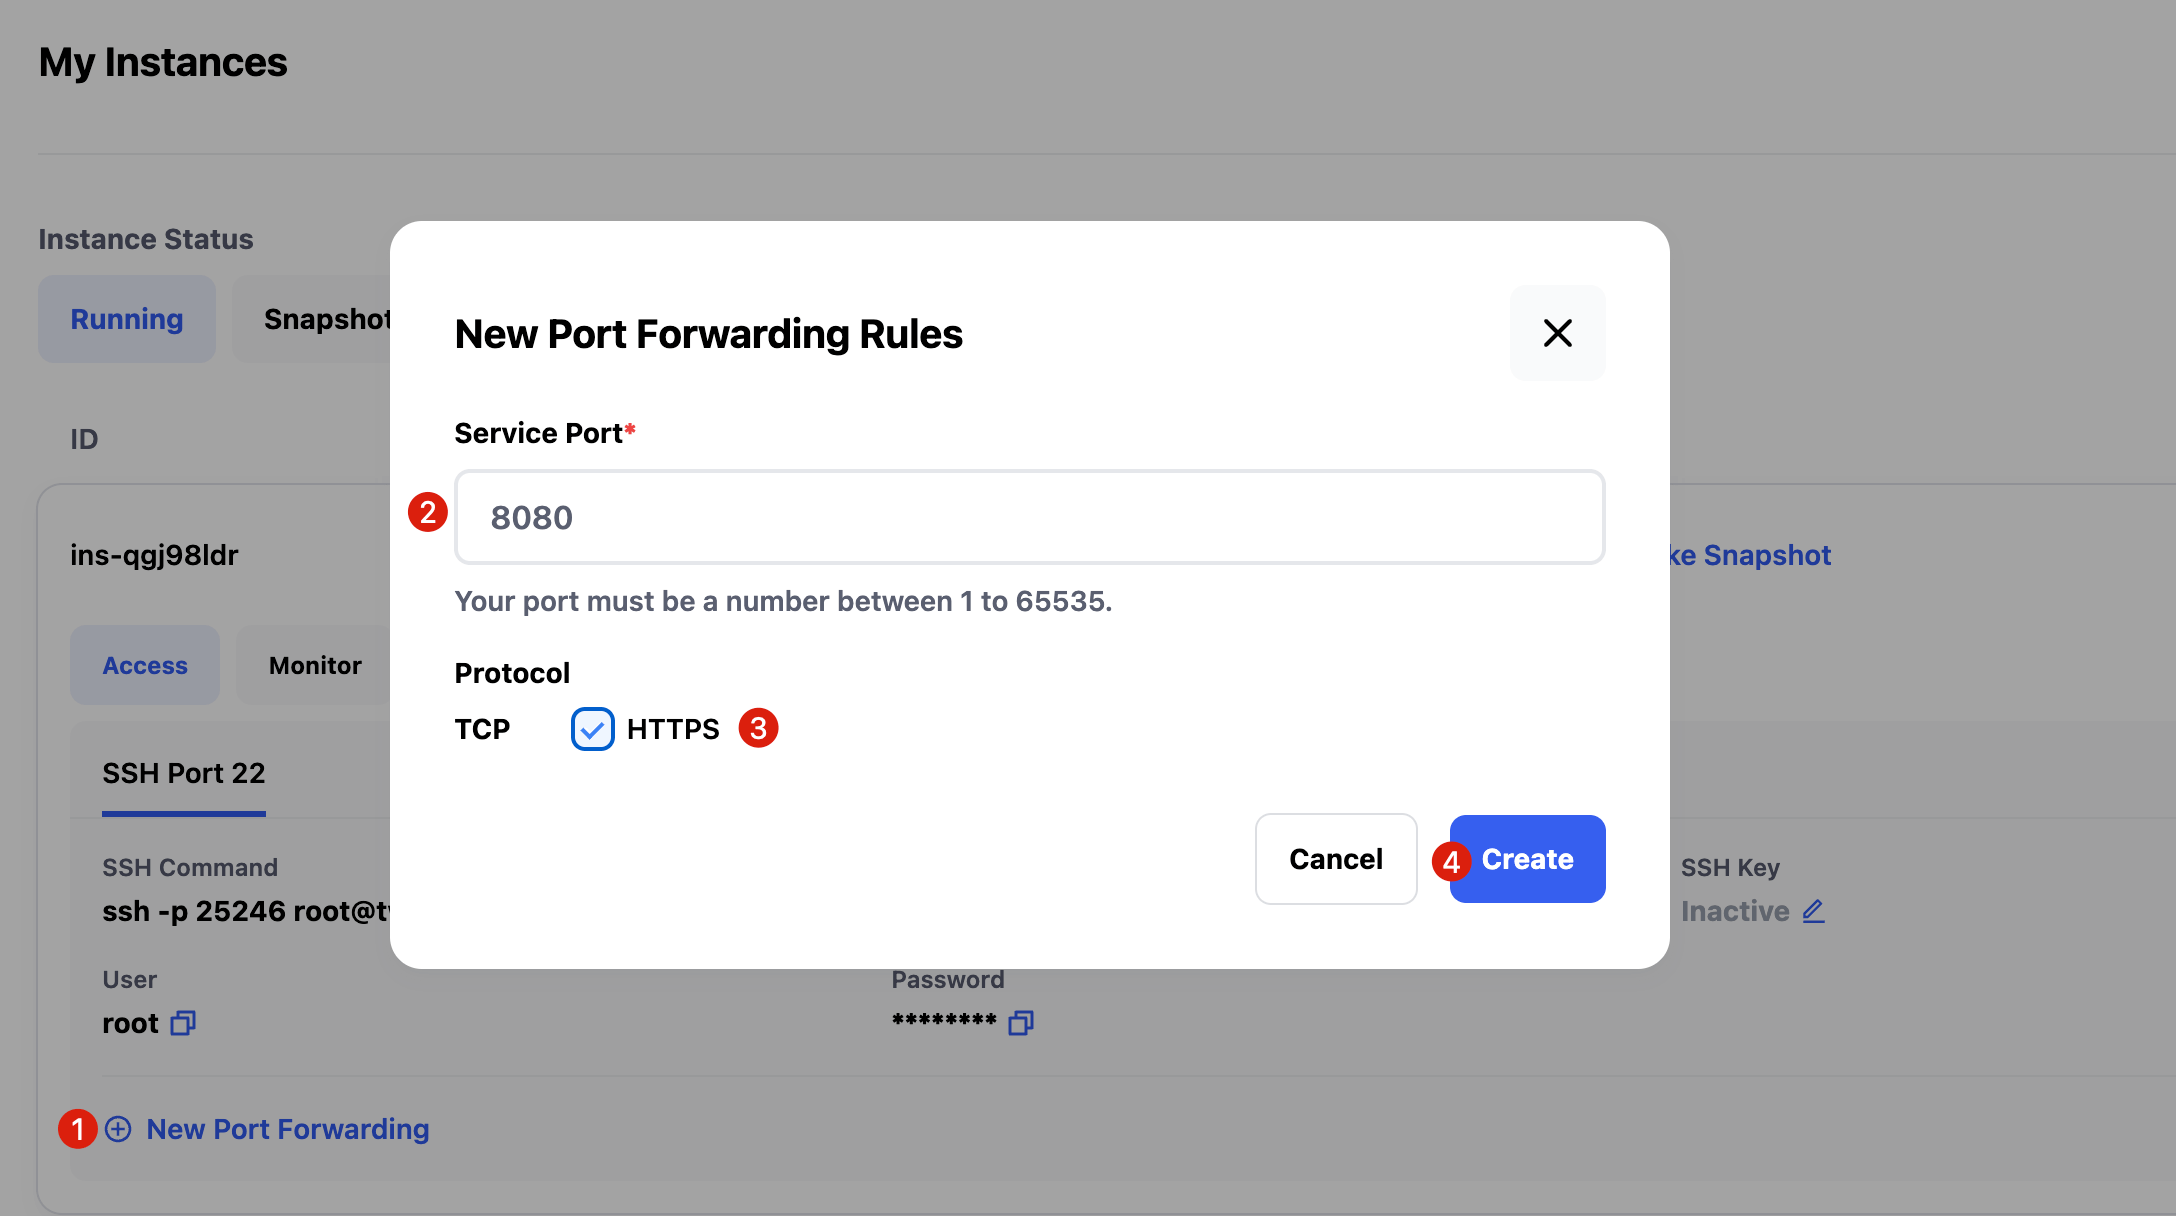 My Instances
Instance Status
Running
Snapshot
ID
ins-qgj98ldr
ke Snapshot
Access
Monitor
SSH Port 22
SSH Command
ssh -p 25246 root@tv
SSH Key
Inactive
User
root
Password
********
1 New Port Forwarding
New Port Forwarding Rules
Service Port*
2 8080
Your port must be a number between 1 to 65535.
Protocol
TCP HTTPS 3
Cancel 4 Create